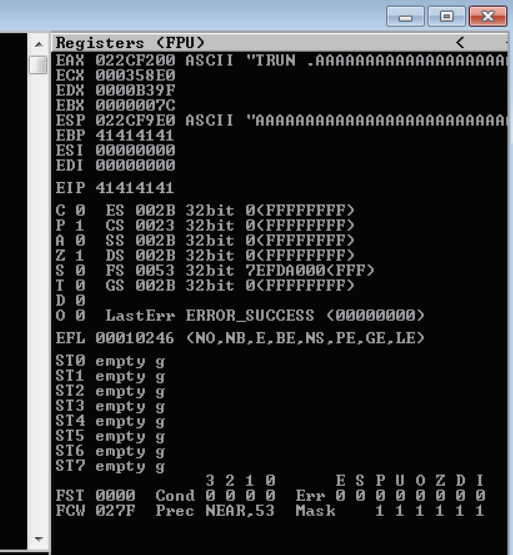 Registers (FPU) <
EAX 022CF200 ASCII "TRUN .AAAAAAAAAAAAAAAAAAA
ECX 000358E0
EDX 0000B39F
EBX 0000007C
ESP 022CF9E0 ASCII "AAAAAAAAAAAAAAAAAAAAAAAAA
EBP 41414141
ESI 00000000
EDI 00000000
EIP 41414141
C 0 ES 002B 32bit 0(FFFFFFFF)
P 1 CS 0023 32bit 0(FFFFFFFF)
A 0 SS 002B 32bit 0(FFFFFFFF)
Z 1 DS 002B 32bit 0(FFFFFFFF)
S 0 FS 0053 32bit 7EFDA000(FFF)
T 0 GS 002B 32bit 0(FFFFFFFF)
D 0
O 0 LastErr ERROR_SUCCESS (00000000)
EFL 00010246 (NO,NB,E,BE,NS,PE,GE,LE)
ST0 empty g
ST1 empty g
ST2 empty g
ST3 empty g
ST4 empty g
ST5 empty g
ST6 empty g
ST7 empty g
3 2 1 0 E S P U O Z D I
FST 0000 Cond 0 0 0 0 Err 0 0 0 0 0 0 0 0
FCW 027F Prec NEAR,53 Mask 1 1 1 1 1 1